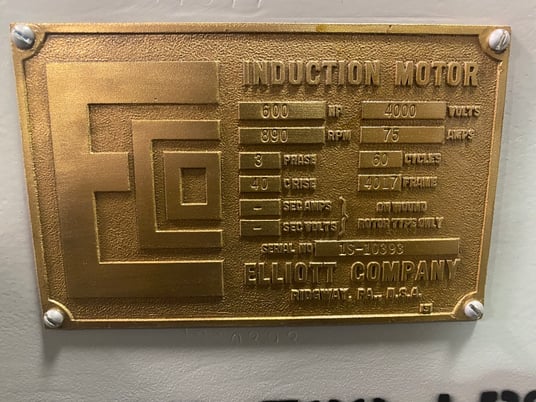 INDUCTION MOTOR
600 HP 4000 VOLTS
890 RPM 75 AMPS
3 PHASE 60 CYCLES
40 C RISE 4017 FRAME
- SEC AMPS ON WOUND
- SEC VOLTS ROTOR TYPE ONLY
SERIAL NO 1S-10393
ELLIOTT COMPANY
RIDGWAY, PA., U.S.A.